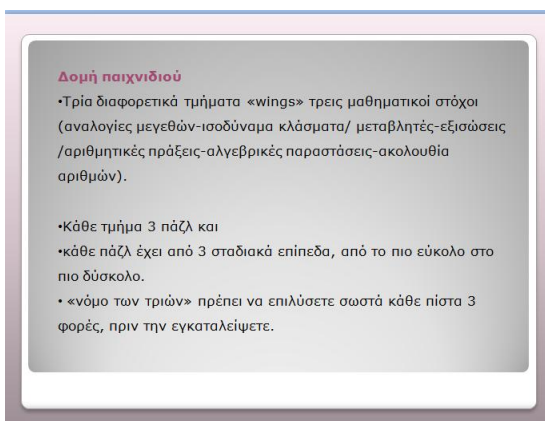 Δομή παιχνιδιού
•Τρία διαφορετικά τμήματα «wings» τρεις μαθηματικοί στόχοι
(αναλογίες μεγεθών-ισοδύναμα κλάσματα/ μεταβλητές-εξισώσεις
/αριθμητικές πράξεις-αλγεβρικές παραστάσεις-ακολουθία
αριθμών).
•Κάθε τμήμα 3 πάζλ και
•κάθε πάζλ έχει από 3 σταδιακά επίπεδα, από το πιο εύκολο στο
πιο δύσκολο.
• «νόμο των τριών» πρέπει να επιλύσετε σωστά κάθε πίστα 3
φορές, πριν την εγκαταλείψετε.